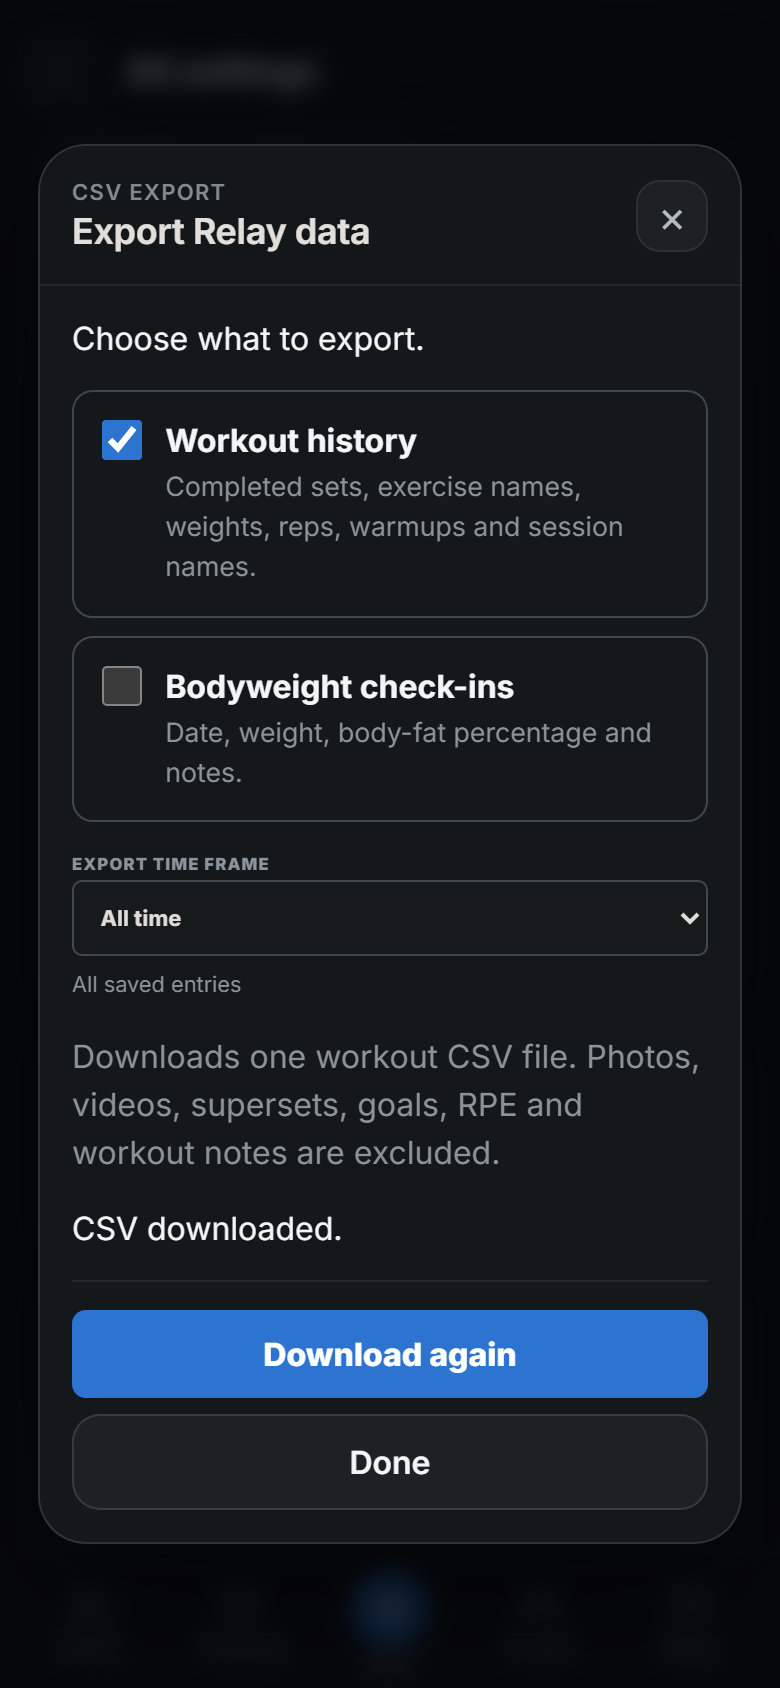 CSV EXPORT
Export Relay data
Choose what to export.
Workout history
Completed sets, exercise names,
weights, reps, warmups and session
names.
Bodyweight check-ins
Date, weight, body-fat percentage and
notes.
EXPORT TIME FRAME
All time
All saved entries
Downloads one workout CSV file. Photos,
videos, supersets, goals, RPE and
workout notes are excluded.
CSV downloaded.
Download again
Done